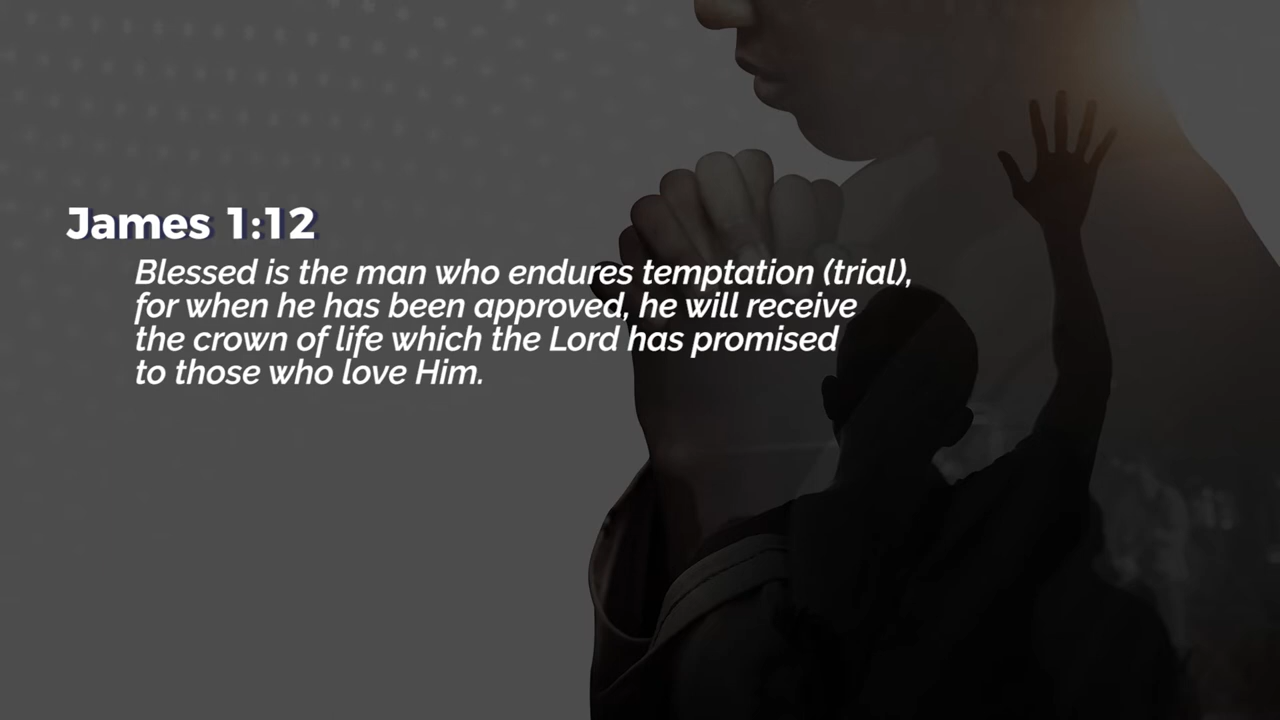 James 1:12
Blessed is the man who endures temptation (trial),
for when he has been approved, he will receive
the crown of life which the Lord has promised
to those who love Him.